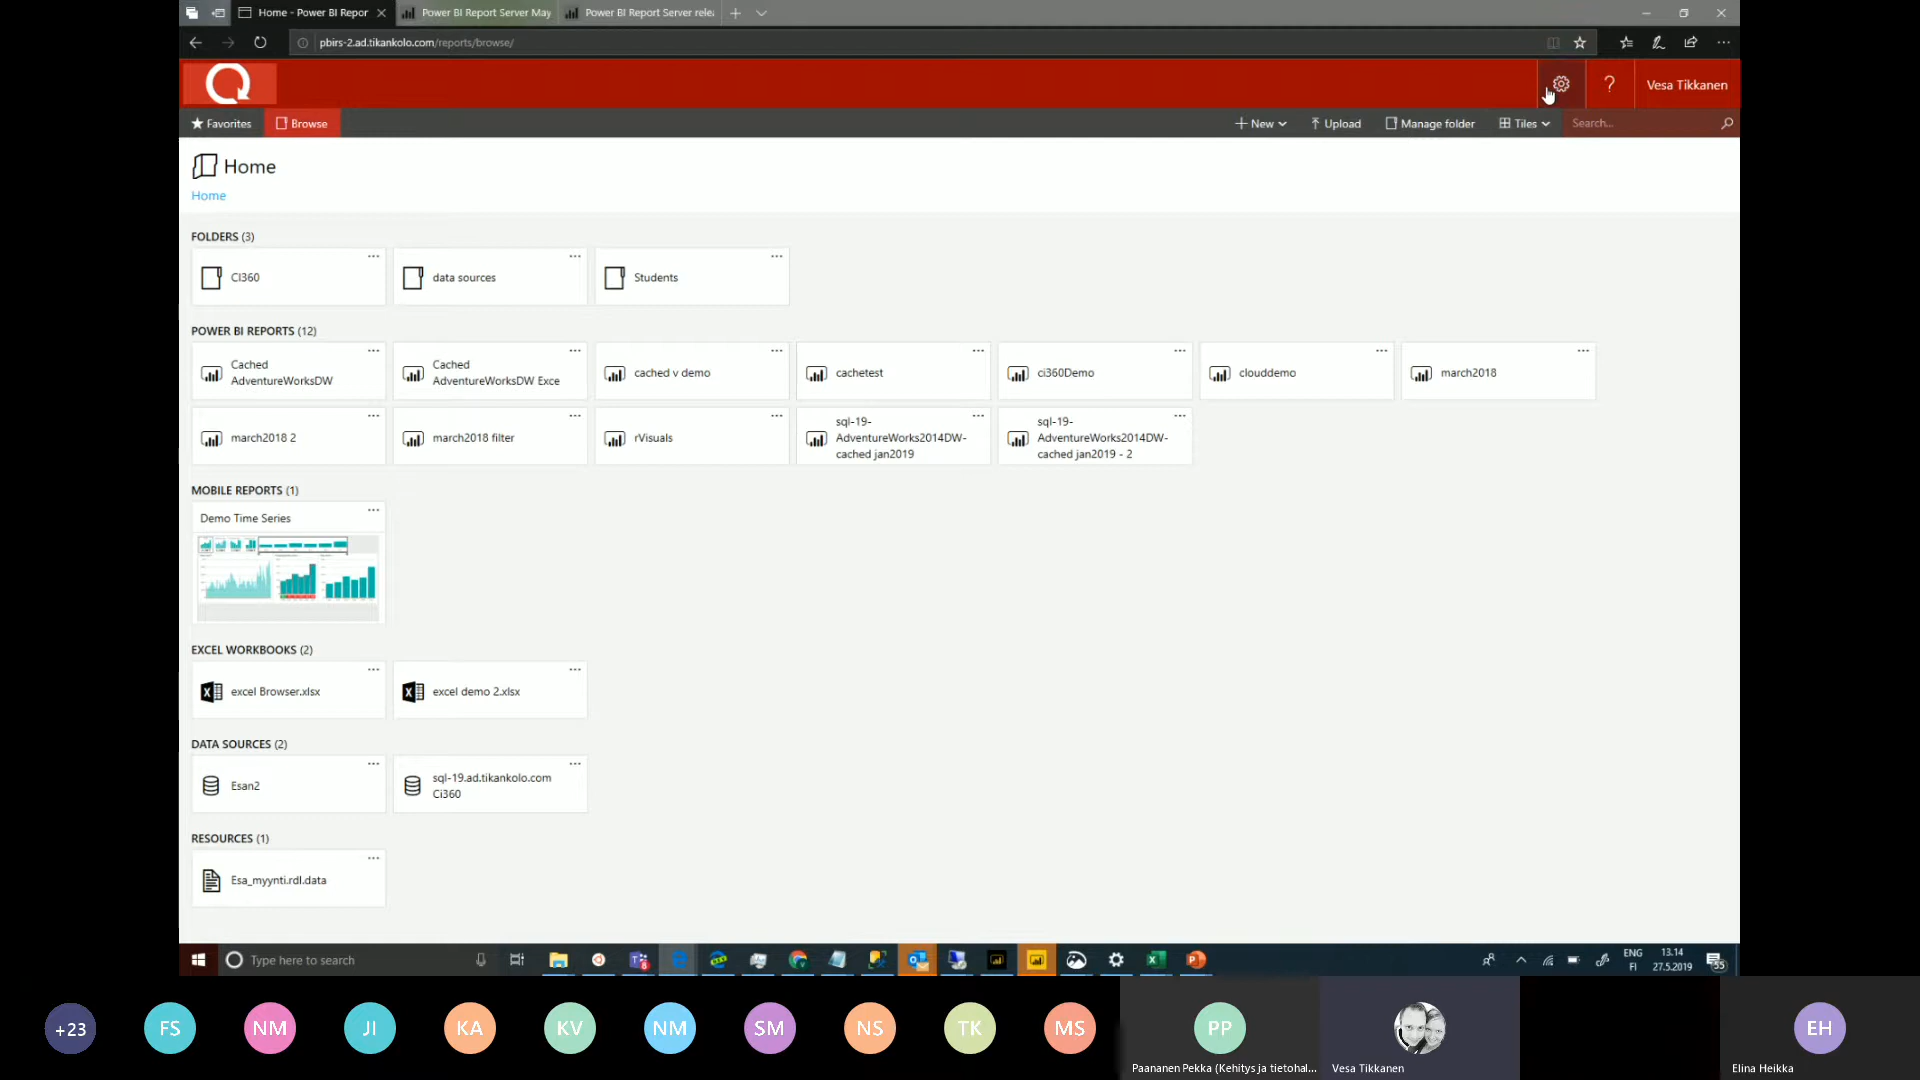 Home - Power BI Repor
Power BI Report Server May
Power BI Report Server rele
pbirs-2.ad.tikankolo.com/reports/browse/
?
Vesa Tikkanen
Favorites
Browse
New
Upload
Manage folder
Tiles
Search...
Home
Home
FOLDERS (3)
CI360
data sources
Students
POWER BI REPORTS (12)
Cached
AdventureWorksDW
Cached
AdventureWorksDW Exce
cached v demo
cachetest
ci360Demo
clouddemo
march2018
march2018 2
march2018 filter
rVisuals
sql-19-
AdventureWorks2014DW-
cached jan2019
sql-19-
AdventureWorks2014DW-
cached jan2019 - 2
MOBILE REPORTS (1)
Demo Time Series
EXCEL WORKBOOKS (2)
excel Browser.xlsx
excel demo 2.xlsx
DATA SOURCES (2)
Esan2
sql-19.ad.tikankolo.com
Ci360
RESOURCES (1)
Esa_myynti.rdl.data
Type here to search
ENG
FI
13.14
27.5.2019
55
+23
FS
NM
JI
KA
KV
NM
SM
NS
TK
MS
PP
EH
Paananen Pekka (Kehitys ja tietohal...
Vesa Tikkanen
Elina Heikka